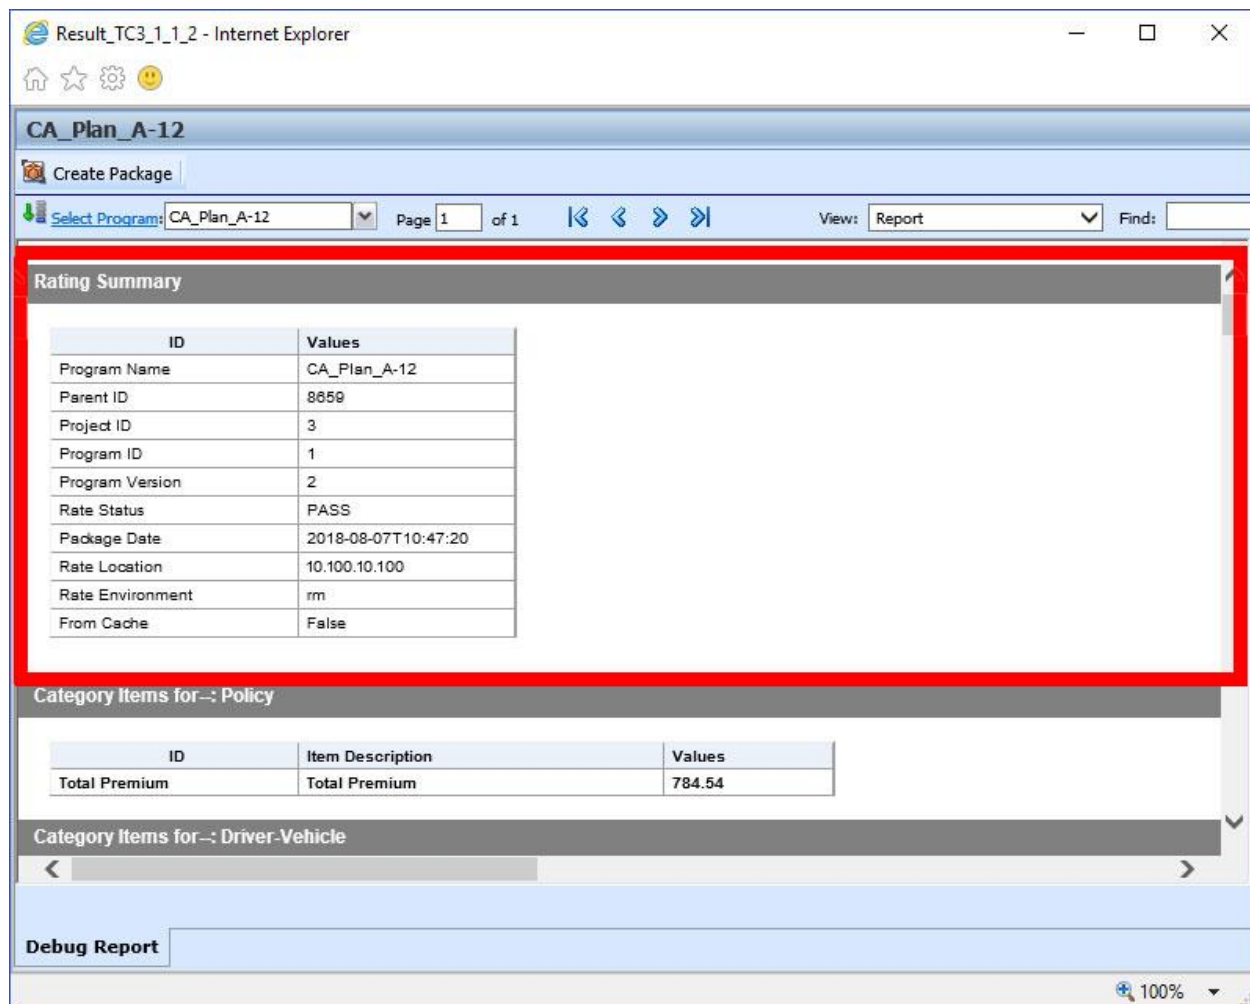 Result_TC3_1_1_2 - Internet Explorer
CA_Plan_A-12
Create Package
Select Program: CA_Plan_A-12 Page 1 of 1 View: Report Find:
Rating Summary
ID Values
Program Name CA_Plan_A-12
Parent ID 8659
Project ID 3
Program ID 1
Program Version 2
Rate Status PASS
Package Date 2018-08-07T10:47:20
Rate Location 10.100.10.100
Rate Environment rm
From Cache False
Category Items for--: Policy
ID Item Description Values
Total Premium Total Premium 784.54
Category Items for--: Driver-Vehicle
Debug Report
100%